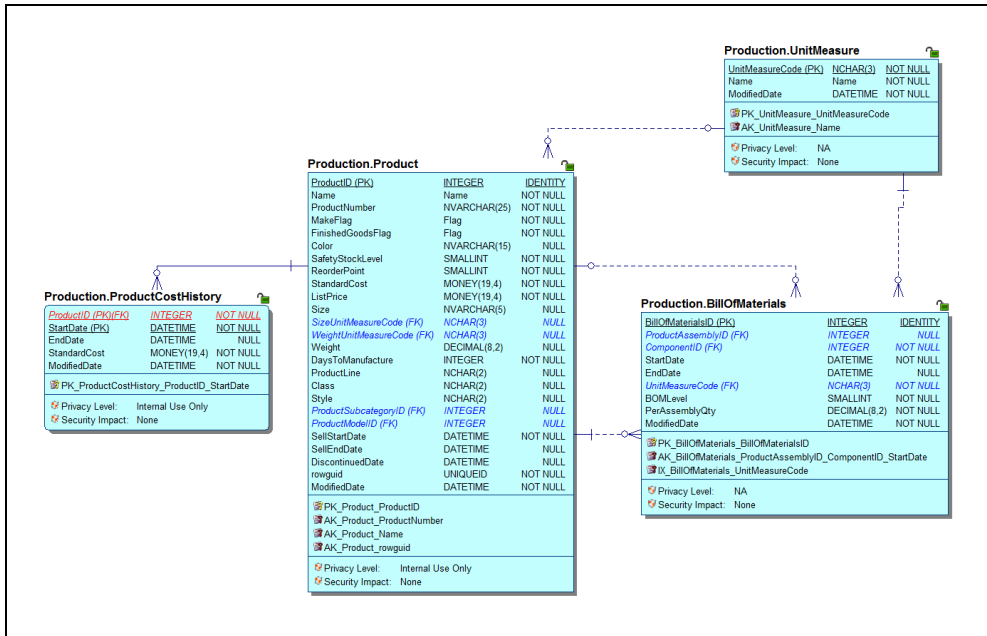 Production.UnitMeasure
UnitMeasureCode (PK) NCHAR(3) NOT NULL
Name Name NOT NULL
ModifiedDate DATETIME NOT NULL
PK_UnitMeasure_UnitMeasureCode
AK_UnitMeasure_Name
Privacy Level: NA
Security Impact: None
Production.Product
ProductID (PK) INTEGER IDENTITY
Name Name NOT NULL
ProductNumber NVARCHAR(25) NOT NULL
MakeFlag Flag NOT NULL
FinishedGoodsFlag Flag NOT NULL
Color NVARCHAR(15) NULL
SafetyStockLevel SMALLINT NOT NULL
ReorderPoint SMALLINT NOT NULL
StandardCost MONEY(19,4) NOT NULL
ListPrice MONEY(19,4) NOT NULL
Size NVARCHAR(5) NULL
SizeUnitMeasureCode (FK) NCHAR(3) NULL
WeightUnitMeasureCode (FK) NCHAR(3) NULL
Weight DECIMAL(8,2) NULL
DaysToManufacture INTEGER NOT NULL
ProductLine NCHAR(2) NULL
Class NCHAR(2) NULL
Style NCHAR(2) NULL
ProductSubcategoryID (FK) INTEGER NULL
ProductModelID (FK) INTEGER NULL
SellStartDate DATETIME NOT NULL
SellEndDate DATETIME NULL
DiscontinuedDate DATETIME NULL
rowguid UNIQUEID NOT NULL
ModifiedDate DATETIME NOT NULL
PK_Product_ProductID
AK_Product_ProductNumber
AK_Product_Name
AK_Product_rowguid
Privacy Level: Internal Use Only
Security Impact: None
Production.ProductCostHistory
ProductID (PK)(FK) INTEGER NOT NULL
StartDate (PK) DATETIME NOT NULL
EndDate DATETIME NULL
StandardCost MONEY(19,4) NOT NULL
ModifiedDate DATETIME NOT NULL
PK_ProductCostHistory_ProductID_StartDate
Privacy Level: Internal Use Only
Security Impact: None
Production.BillOfMaterials
BillOfMaterialsID (PK) INTEGER IDENTITY
ProductAssemblyID (FK) INTEGER NULL
ComponentID (FK) INTEGER NOT NULL
StartDate DATETIME NOT NULL
EndDate DATETIME NULL
UnitMeasureCode (FK) NCHAR(3) NOT NULL
BOMLevel SMALLINT NOT NULL
PerAssemblyQty DECIMAL(8,2) NOT NULL
ModifiedDate DATETIME NOT NULL
PK_BillOfMaterials_BillOfMaterialsID
AK_BillOfMaterials_ProductAssemblyID_ComponentID_StartDate
IX_BillOfMaterials_UnitMeasureCode
Privacy Level: NA
Security Impact: None